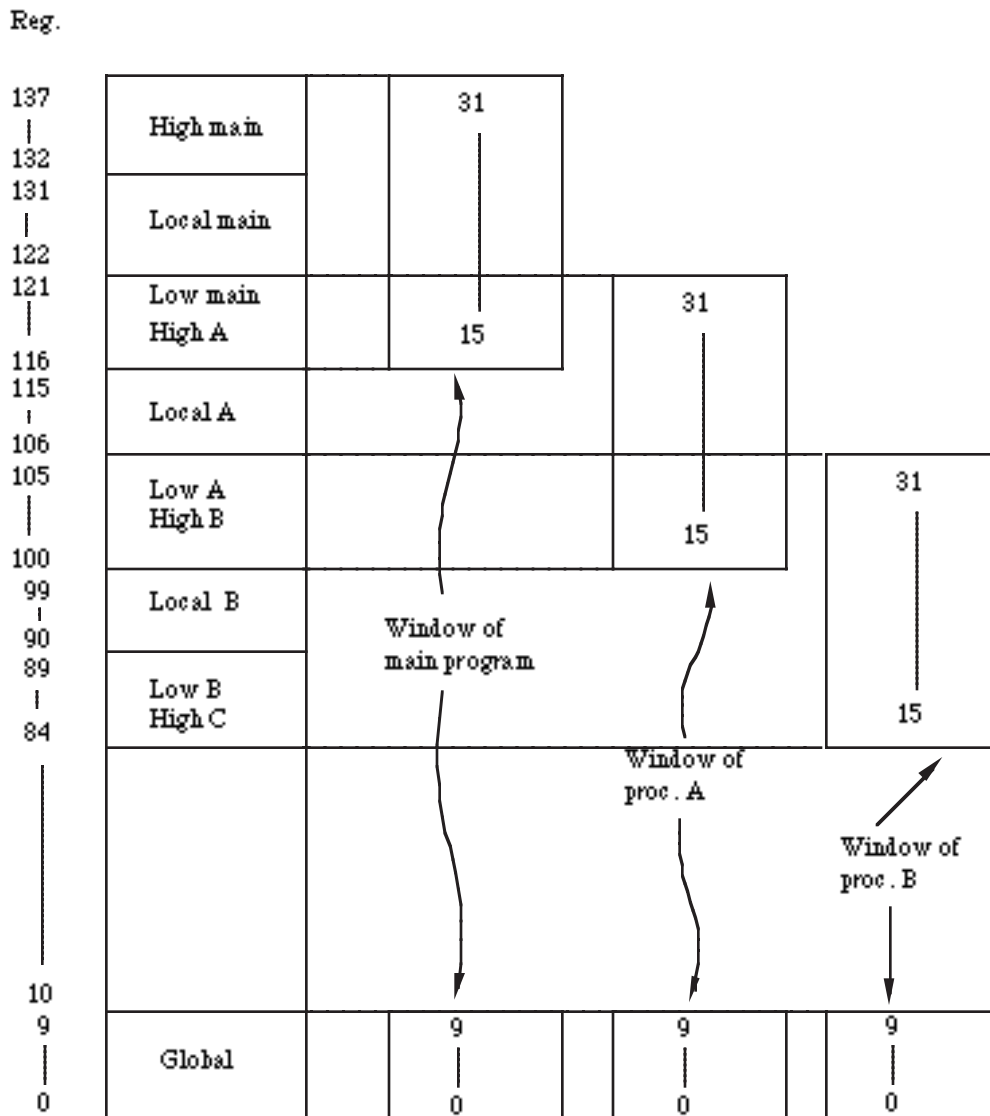 Reg.
137
132
131
122
121
116
115
106
105
100
99
90
89
84
10
9
0
High main
Local main
Low main
High A
Local A
Low A
High B
Local B
Low B
High C
Global
31
15
Window of
main program
9
0
31
15
Window of
proc. A
9
0
31
15
Window of
proc. B
9
0